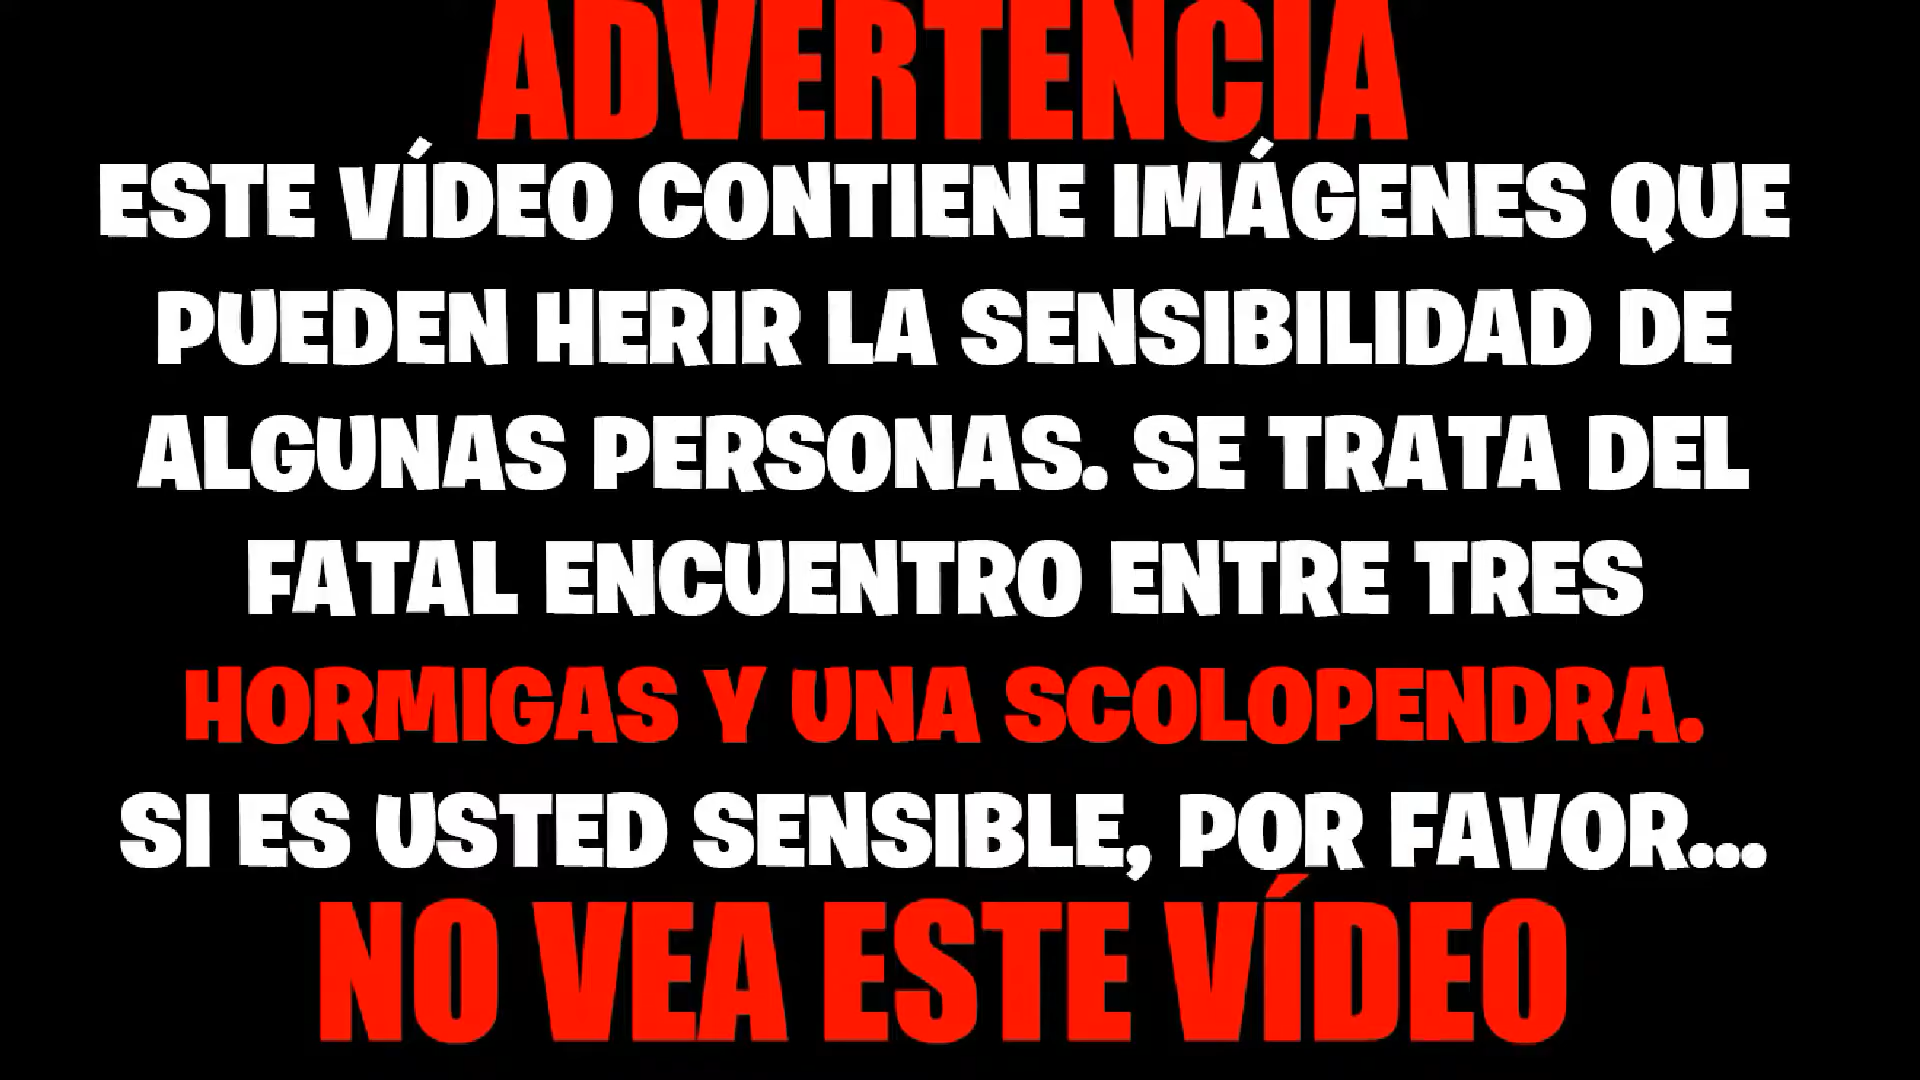 ADVERTENCIA
ESTE VÍDEO CONTIENE IMÁGENES QUE
PUEDEN HERIR LA SENSIBILIDAD DE
ALGUNAS PERSONAS. SE TRATA DEL
FATAL ENCUENTRO ENTRE TRES
HORMIGAS Y UNA SCOLOPENDRA.
SI ES USTED SENSIBLE, POR FAVOR...
NO VEA ESTE VÍDEO